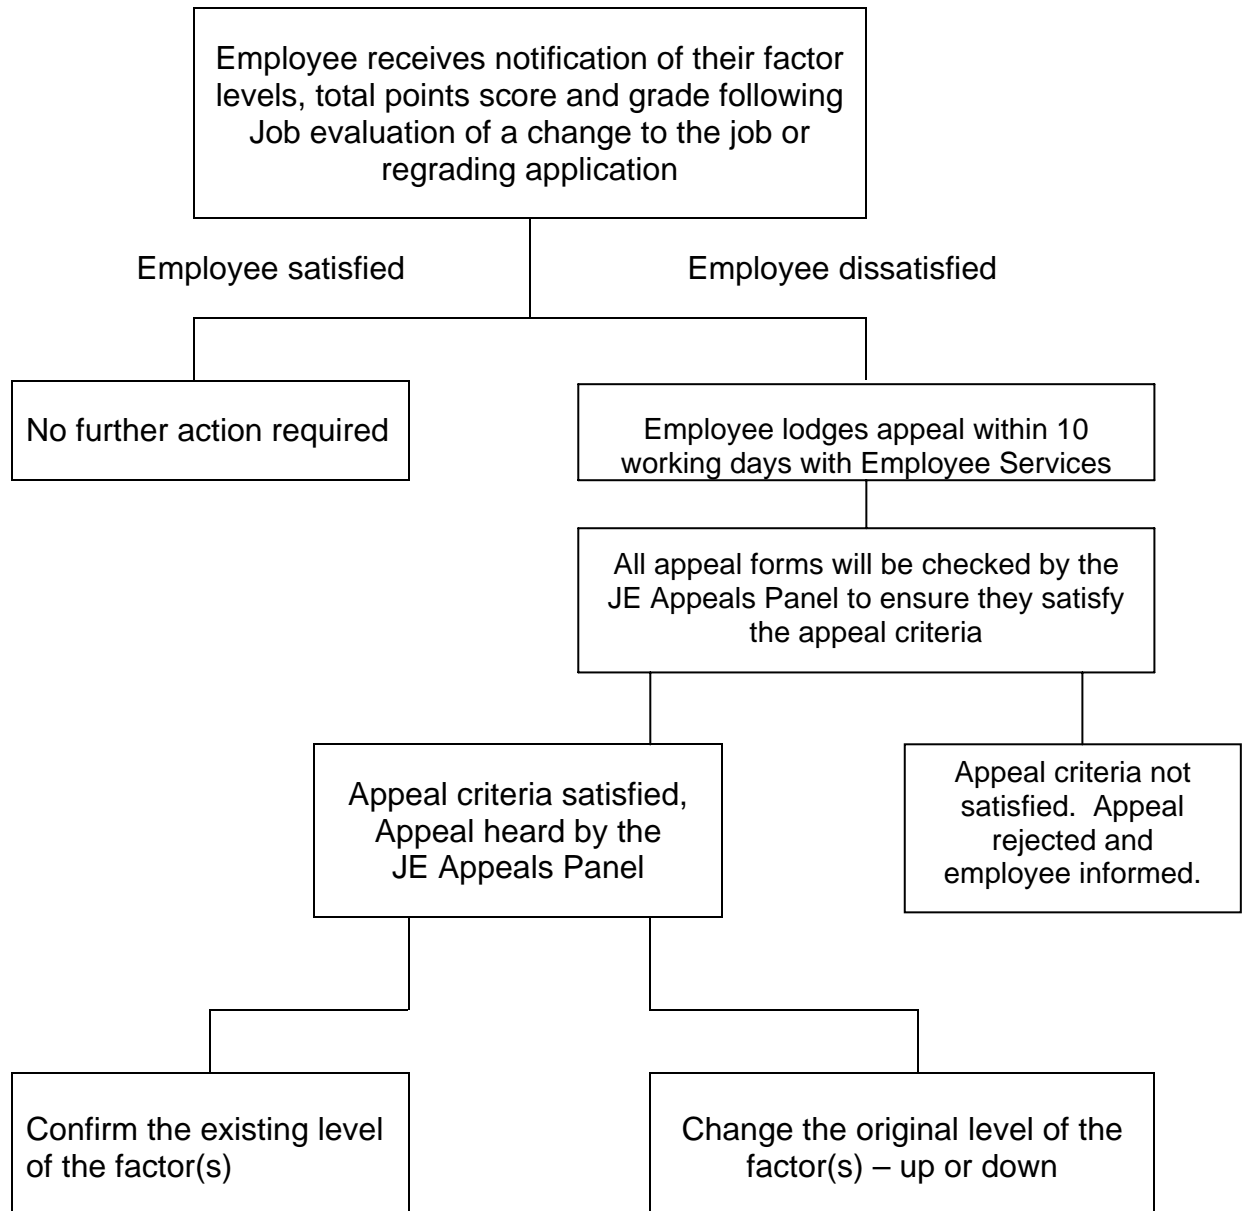 Employee receives notification of their factor
levels, total points score and grade following
Job evaluation of a change to the job or
regrading application
Employee satisfied
Employee dissatisfied
No further action required
Employee lodges appeal within 10
working days with Employee Services
All appeal forms will be checked by the
JE Appeals Panel to ensure they satisfy
the appeal criteria
Appeal criteria satisfied,
Appeal heard by the
JE Appeals Panel
Appeal criteria not
satisfied.  Appeal
rejected and
employee informed.
Confirm the existing level
of the factor(s)
Change the original level of the
factor(s) – up or down